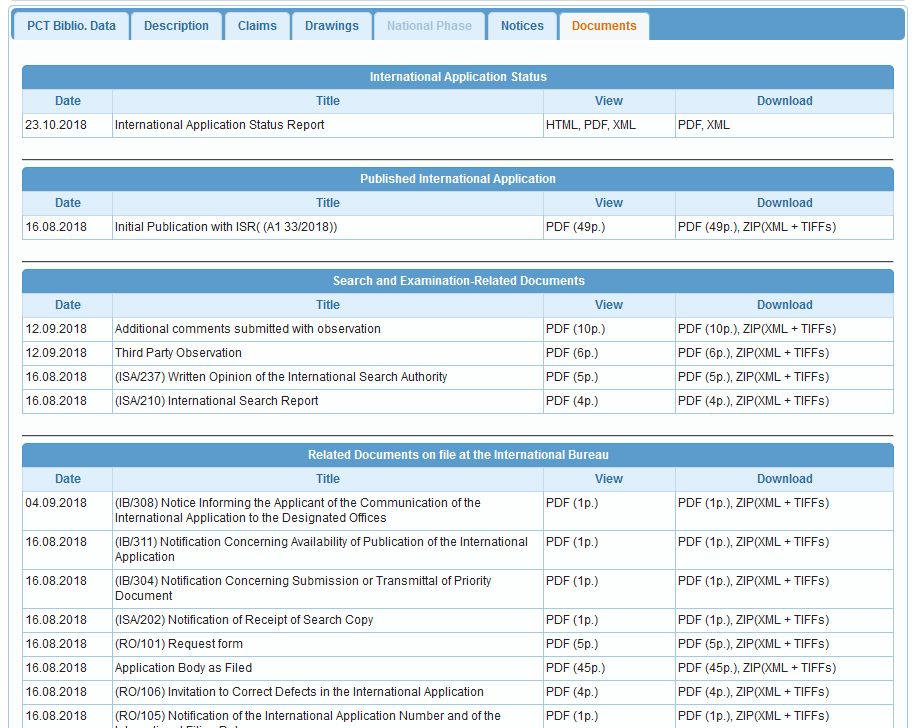 PCT Biblio. Data Description Claims Drawings National Phase Notices Documents
International Application Status
Date Title View Download
23.10.2018 International Application Status Report HTML, PDF, XML PDF, XML
Published International Application
Date Title View Download
16.08.2018 Initial Publication with ISR( (A1 33/2018)) PDF (49p.) PDF (49p.), ZIP(XML + TIFFs)
Search and Examination-Related Documents
Date Title View Download
12.09.2018 Additional comments submitted with observation PDF (10p.) PDF (10p.), ZIP(XML + TIFFs)
12.09.2018 Third Party Observation PDF (6p.) PDF (6p.), ZIP(XML + TIFFs)
16.08.2018 (ISA/237) Written Opinion of the International Search Authority PDF (5p.) PDF (5p.), ZIP(XML + TIFFs)
16.08.2018 (ISA/210) International Search Report PDF (4p.) PDF (4p.), ZIP(XML + TIFFs)
Related Documents on file at the International Bureau
Date Title View Download
04.09.2018 (IB/308) Notice Informing the Applicant of the Communication of the PDF (1p.) PDF (1p.), ZIP(XML + TIFFs)
International Application to the Designated Offices
16.08.2018 (IB/311) Notification Concerning Availability of Publication of the International PDF (1p.) PDF (1p.), ZIP(XML + TIFFs)
Application
16.08.2018 (IB/304) Notification Concerning Submission or Transmittal of Priority PDF (1p.) PDF (1p.), ZIP(XML + TIFFs)
Document
16.08.2018 (ISA/202) Notification of Receipt of Search Copy PDF (1p.) PDF (1p.), ZIP(XML + TIFFs)
16.08.2018 (RO/101) Request form PDF (5p.) PDF (5p.), ZIP(XML + TIFFs)
16.08.2018 Application Body as Filed PDF (45p.) PDF (45p.), ZIP(XML + TIFFs)
16.08.2018 (RO/106) Invitation to Correct Defects in the International Application PDF (4p.) PDF (4p.), ZIP(XML + TIFFs)
16.08.2018 (RO/105) Notification of the International Application Number and of the PDF (1p.) PDF (1p.), ZIP(XML + TIFFs)